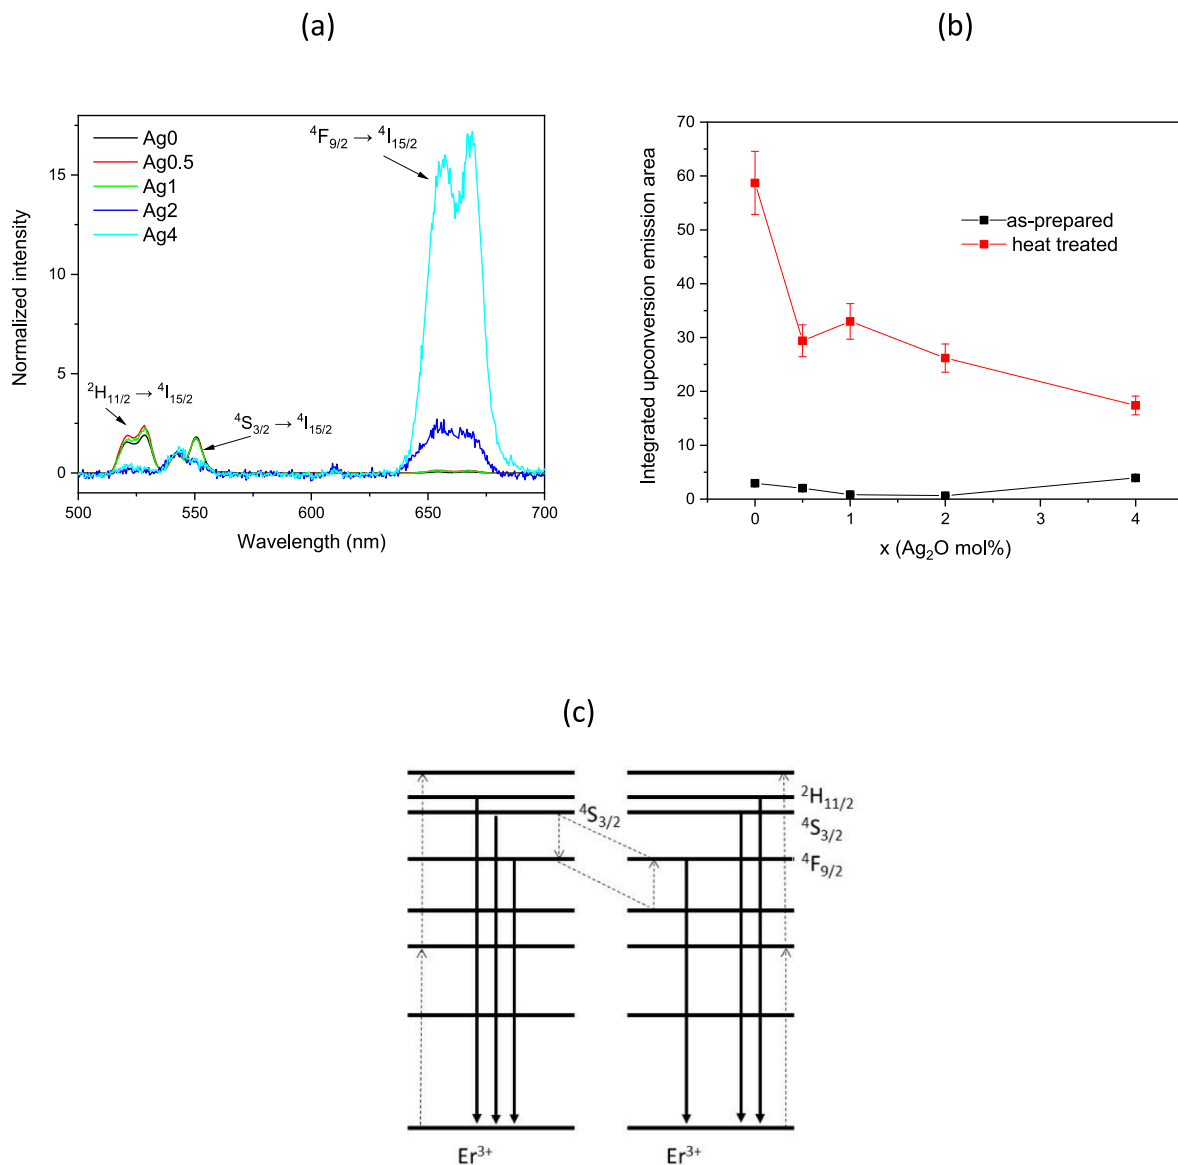 (a)
(b)
Ag0
Ag0.5
Ag1
Ag2
Ag4
⁴F₉/₂ → ⁴I₁₅/₂
²H₁₁/₂ → ⁴I₁₅/₂
⁴S₃/₂ → ⁴I₁₅/₂
Normalized intensity
15
10
5
0
500
550
600
650
700
Wavelength (nm)
as-prepared
heat treated
Integrated upconversion emission area
70
60
50
40
30
20
10
0
0
1
2
3
4
x (Ag₂O mol%)
(c)
⁴S₃/₂
²H₁₁/₂
⁴S₃/₂
⁴F₉/₂
Er³⁺
Er³⁺